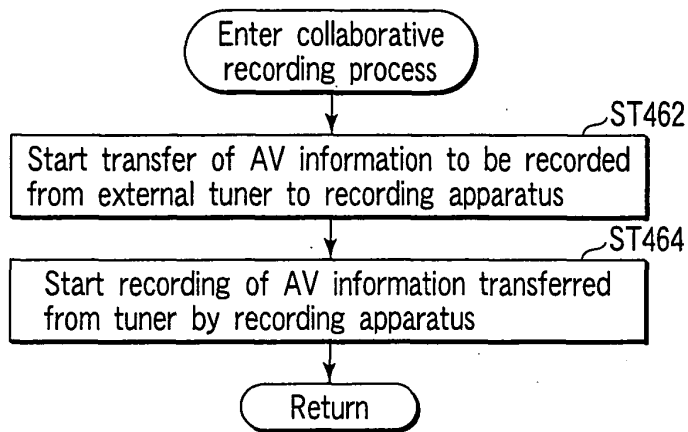 Enter collaborative
recording process
ST462
Start transfer of AV information to be recorded
from external tuner to recording apparatus
ST464
Start recording of AV information transferred
from tuner by recording apparatus
Return